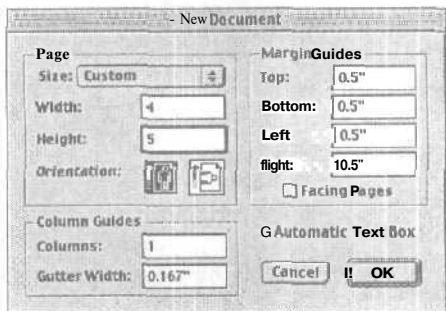 - New Document
Page
Size: Custom
Width: 4
Height: 5
Orientation:
Column Guides
Columns: 1
Gutter Width: 0.167"
Margin Guides
Top: 0.5"
Bottom: 0.5"
Left 0.5"
flight: 10.5"
Facing Pages
G Automatic Text Box
Cancel I! OK